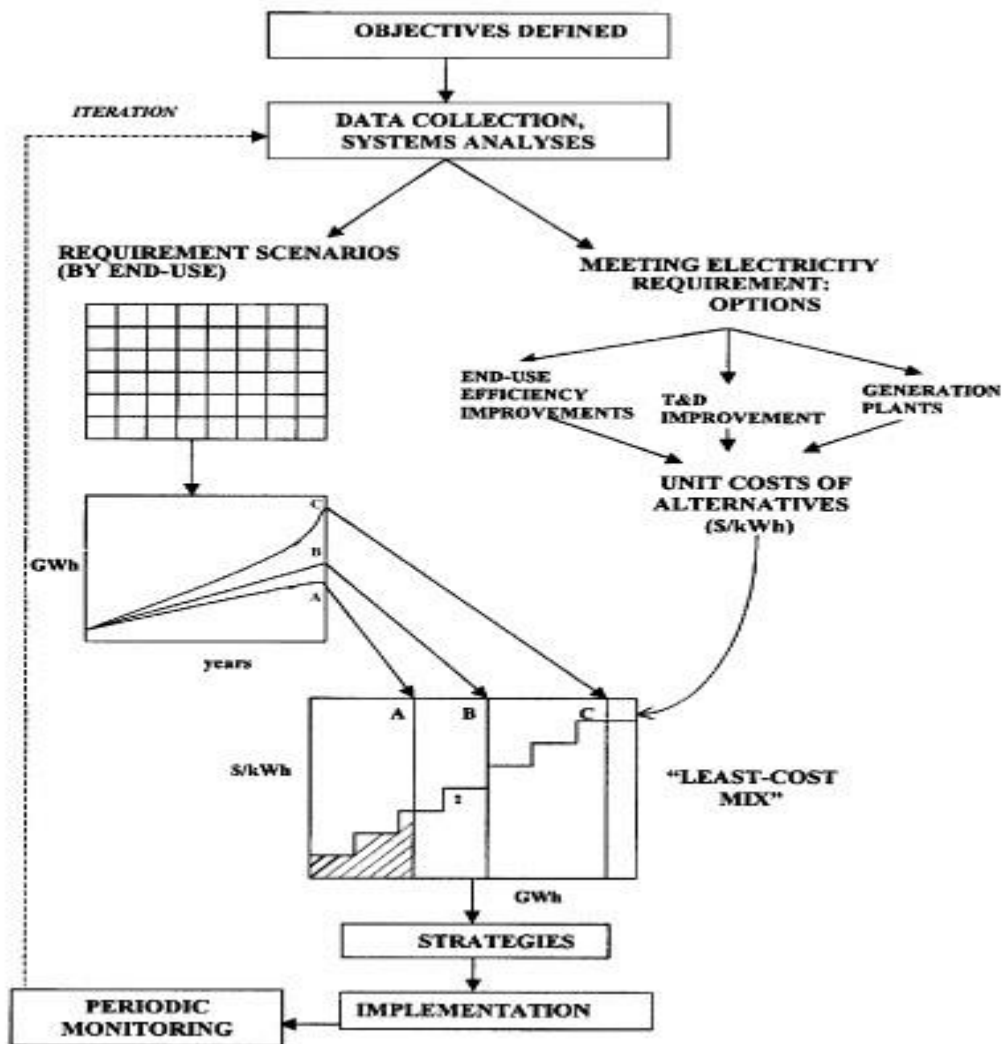 OBJECTIVES DEFINED
ITERATION
DATA COLLECTION,
SYSTEMS ANALYSES
REQUIREMENT SCENARIOS
(BY END-USE)
MEETING ELECTRICITY
REQUIREMENT:
OPTIONS
END-USE
EFFICIENCY
IMPROVEMENTS
T&D
IMPROVEMENT
GENERATION
PLANTS
UNIT COSTS OF
ALTERNATIVES
($/kWh)
C
B
A
GWh
years
A
B
C
$/kWh
"LEAST-COST
MIX"
GWh
STRATEGIES
IMPLEMENTATION
PERIODIC
MONITORING